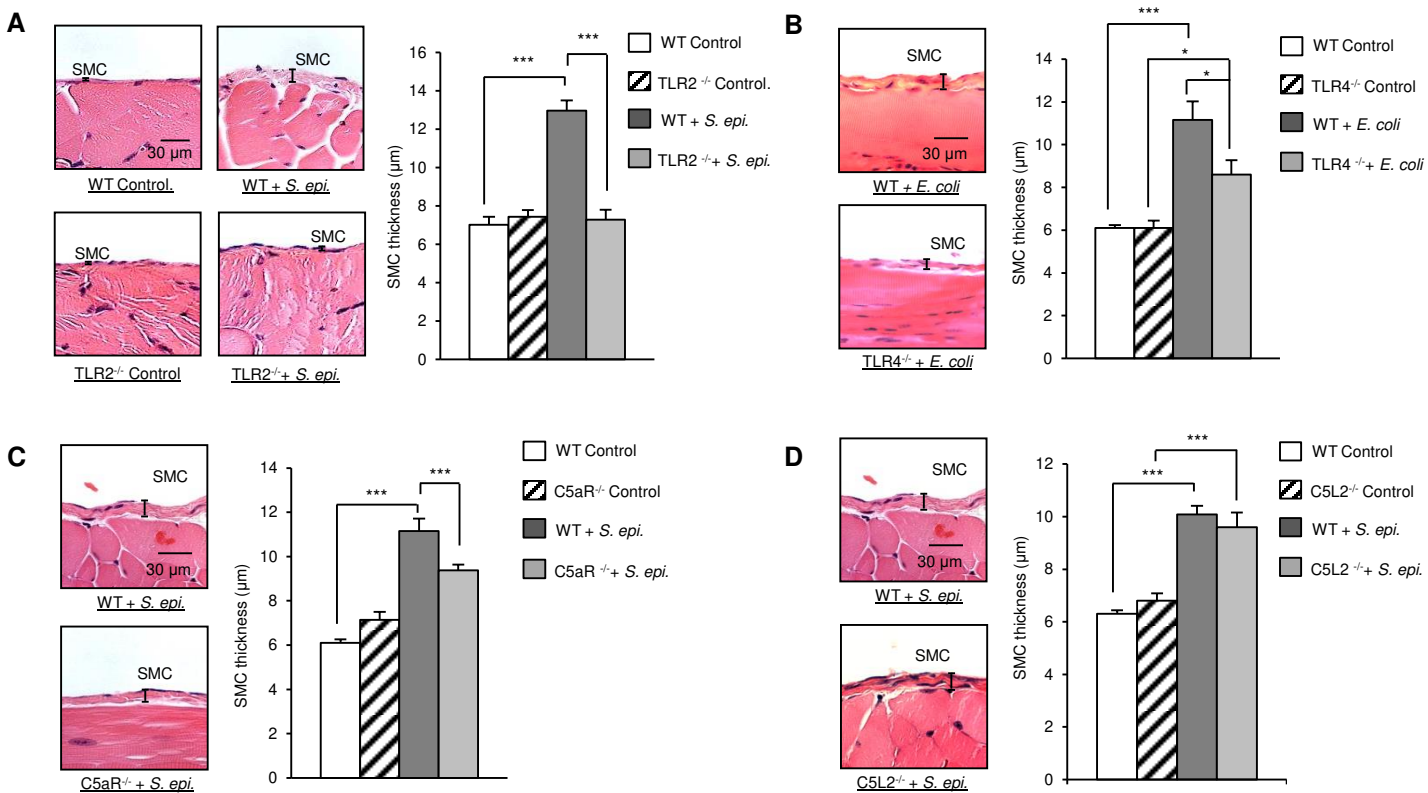 A
SMC
30 µm
WT Control.
SMC
WT + S. epi.
SMC
TLR2 -/- Control
SMC
TLR2 -/- + S. epi.
SMC thickness (µm)
16
14
12
10
8
6
4
2
0
***
***
WT Control
TLR2 -/- Control.
WT + S. epi.
TLR2 -/- + S. epi.
B
SMC
30 µm
WT + E. coli
SMC
TLR4 -/- + E. coli
SMC thickness (µm)
14
12
10
8
6
4
2
0
***
*
*
WT Control
TLR4 -/- Control
WT + E. coli
TLR4 -/- + E. coli
C
SMC
30 µm
WT + S. epi.
SMC
C5aR -/- + S. epi.
SMC thickness (µm)
14
12
10
8
6
4
2
0
***
***
WT Control
C5aR -/- Control
WT + S. epi.
C5aR -/- + S. epi.
D
SMC
30 µm
WT + S. epi.
SMC
C5L2 -/- + S. epi.
SMC thickness (µm)
12
10
8
6
4
2
0
***
***
WT Control
C5L2 -/- Control
WT + S. epi.
C5L2 -/- + S. epi.